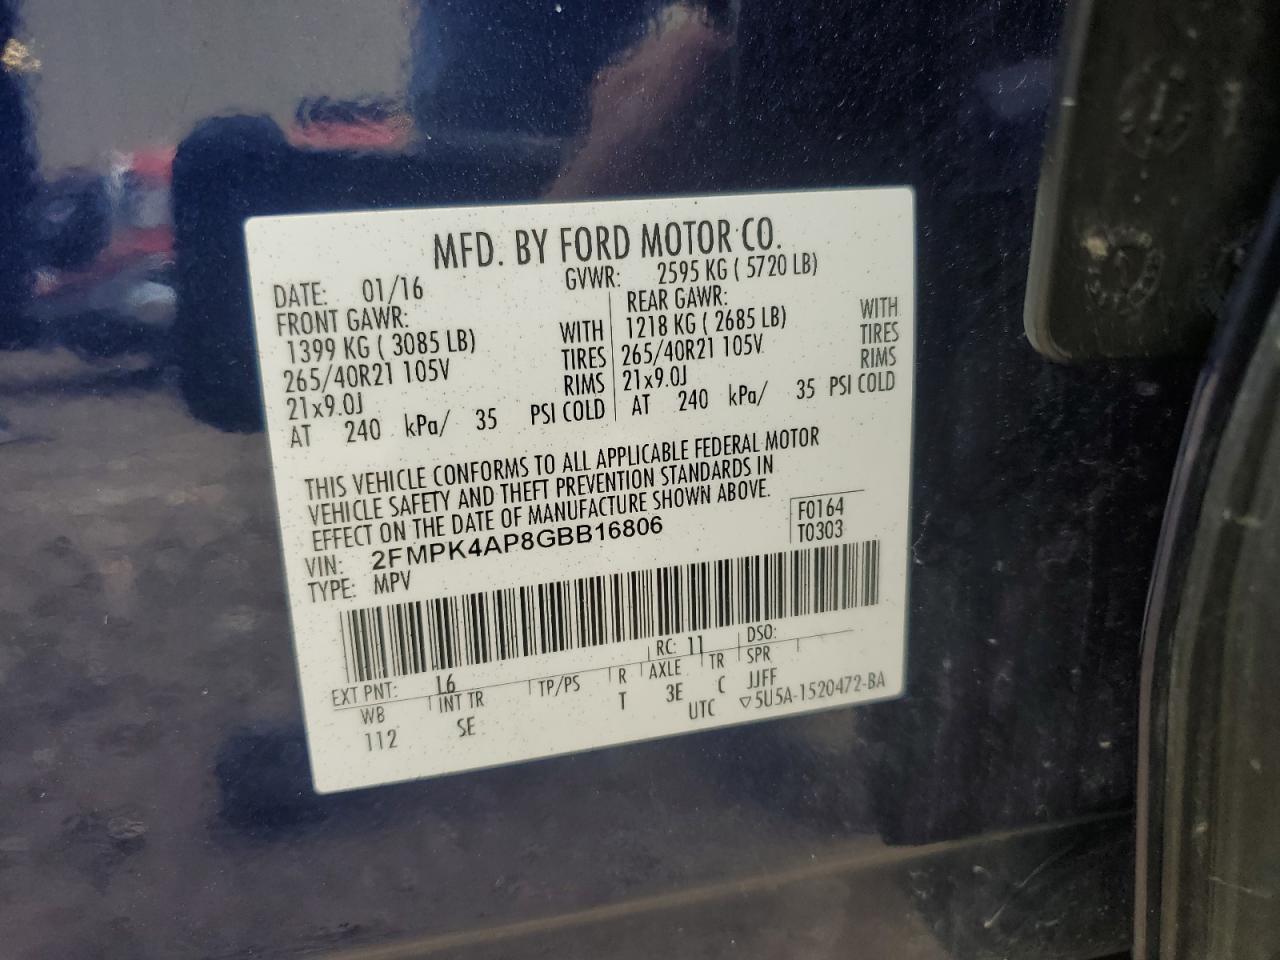 MFD. BY FORD MOTOR CO.
DATE: 01/16 GVWR: 2595 KG ( 5720 LB)
FRONT GAWR:
1399 KG ( 3085 LB) WITH
265/40R21 105V TIRES
21x9.0J RIMS
AT 240 kPa/ 35 PSI COLD
REAR GAWR:
1218 KG ( 2685 LB) WITH
265/40R21 105V TIRES
21x9.0J RIMS
AT 240 kPa/ 35 PSI COLD
THIS VEHICLE CONFORMS TO ALL APPLICABLE FEDERAL MOTOR
VEHICLE SAFETY AND THEFT PREVENTION STANDARDS IN
EFFECT ON THE DATE OF MANUFACTURE SHOWN ABOVE.
VIN: 2FMPK4AP8GBB16806
TYPE: MPV
F0164
T0303
EXT PNT: L6 RC: 11 DSO:
WB INT TR TP/PS R AXLE TR SPR
112 SE T 3E C JJFF
UTC ▽5U5A-1520472-BA